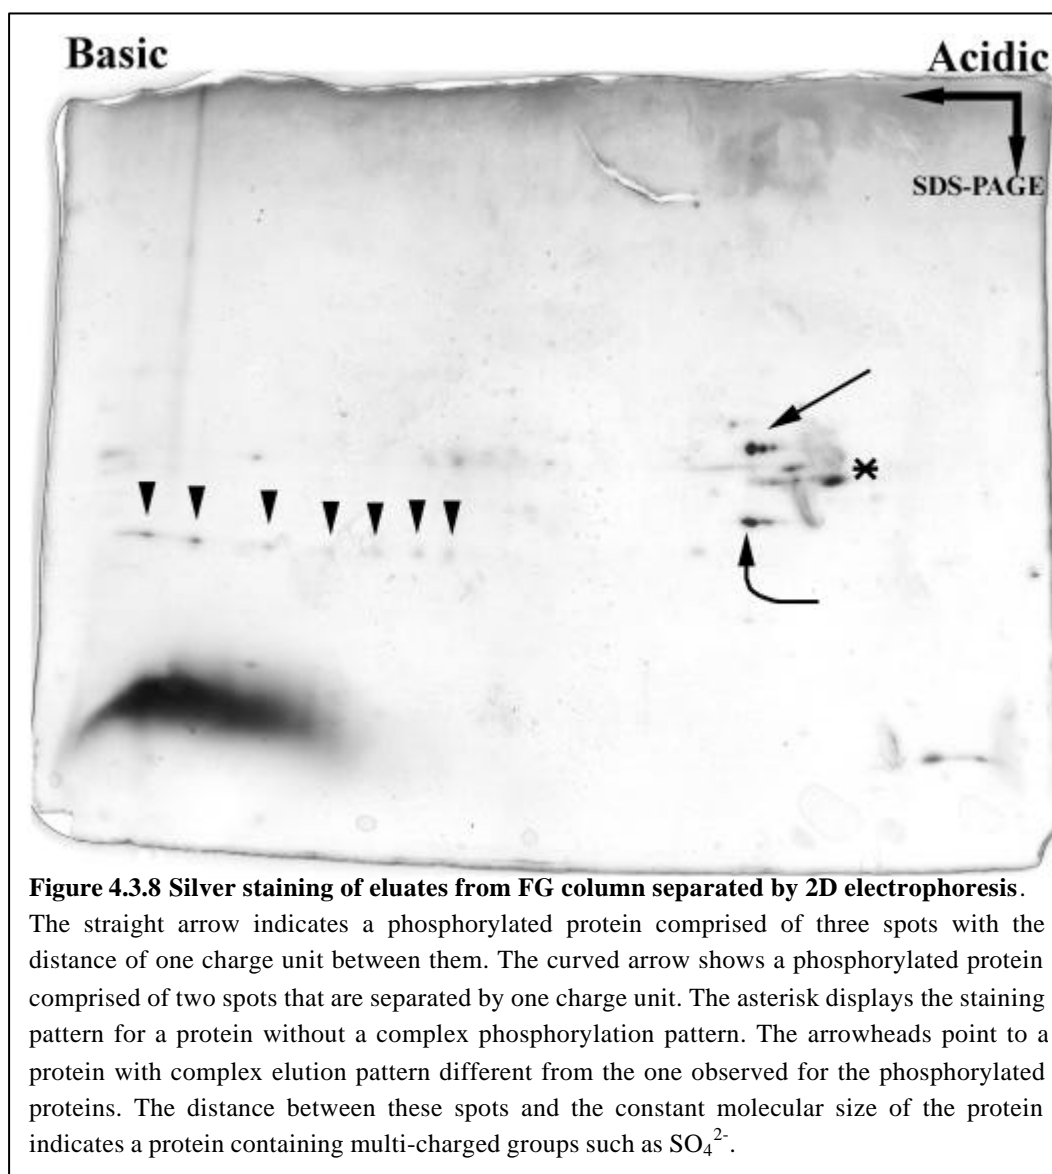 Basic
Acidic
SDS-PAGE
Figure 4.3.8 Silver staining of eluates from FG column separated by 2D electrophoresis.
The straight arrow indicates a phosphorylated protein comprised of three spots with the
distance of one charge unit between them. The curved arrow shows a phosphorylated protein
comprised of two spots that are separated by one charge unit. The asterisk displays the staining
pattern for a protein without a complex phosphorylation pattern. The arrowheads point to a
protein with complex elution pattern different from the one observed for the phosphorylated
proteins. The distance between these spots and the constant molecular size of the protein
indicates a protein containing multi-charged groups such as SO₄²⁻.